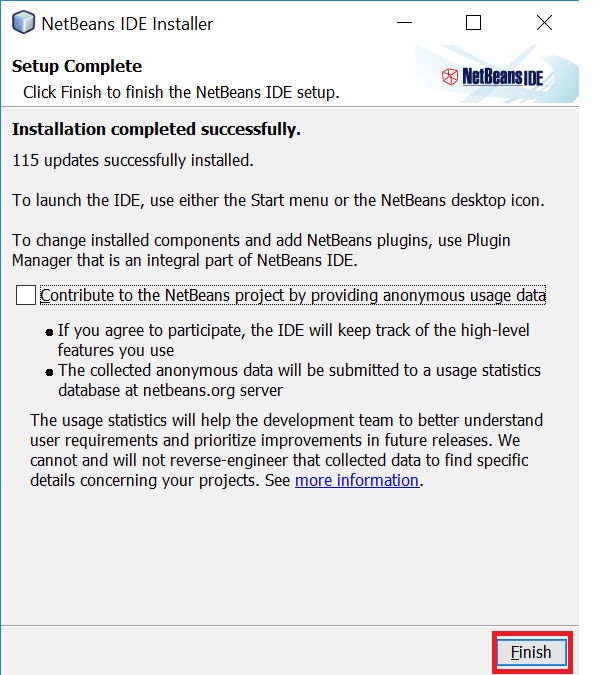 NetBeans IDE Installer
Setup Complete
Click Finish to finish the NetBeans IDE setup.
NetBeans IDE
Installation completed successfully.
115 updates successfully installed.
To launch the IDE, use either the Start menu or the NetBeans desktop icon.
To change installed components and add NetBeans plugins, use Plugin
Manager that is an integral part of NetBeans IDE.
Contribute to the NetBeans project by providing anonymous usage data
If you agree to participate, the IDE will keep track of the high-level
features you use
The collected anonymous data will be submitted to a usage statistics
database at netbeans.org server
The usage statistics will help the development team to better understand
user requirements and prioritize improvements in future releases. We
cannot and will not reverse-engineer that collected data to find specific
details concerning your projects. See more information.
Finish